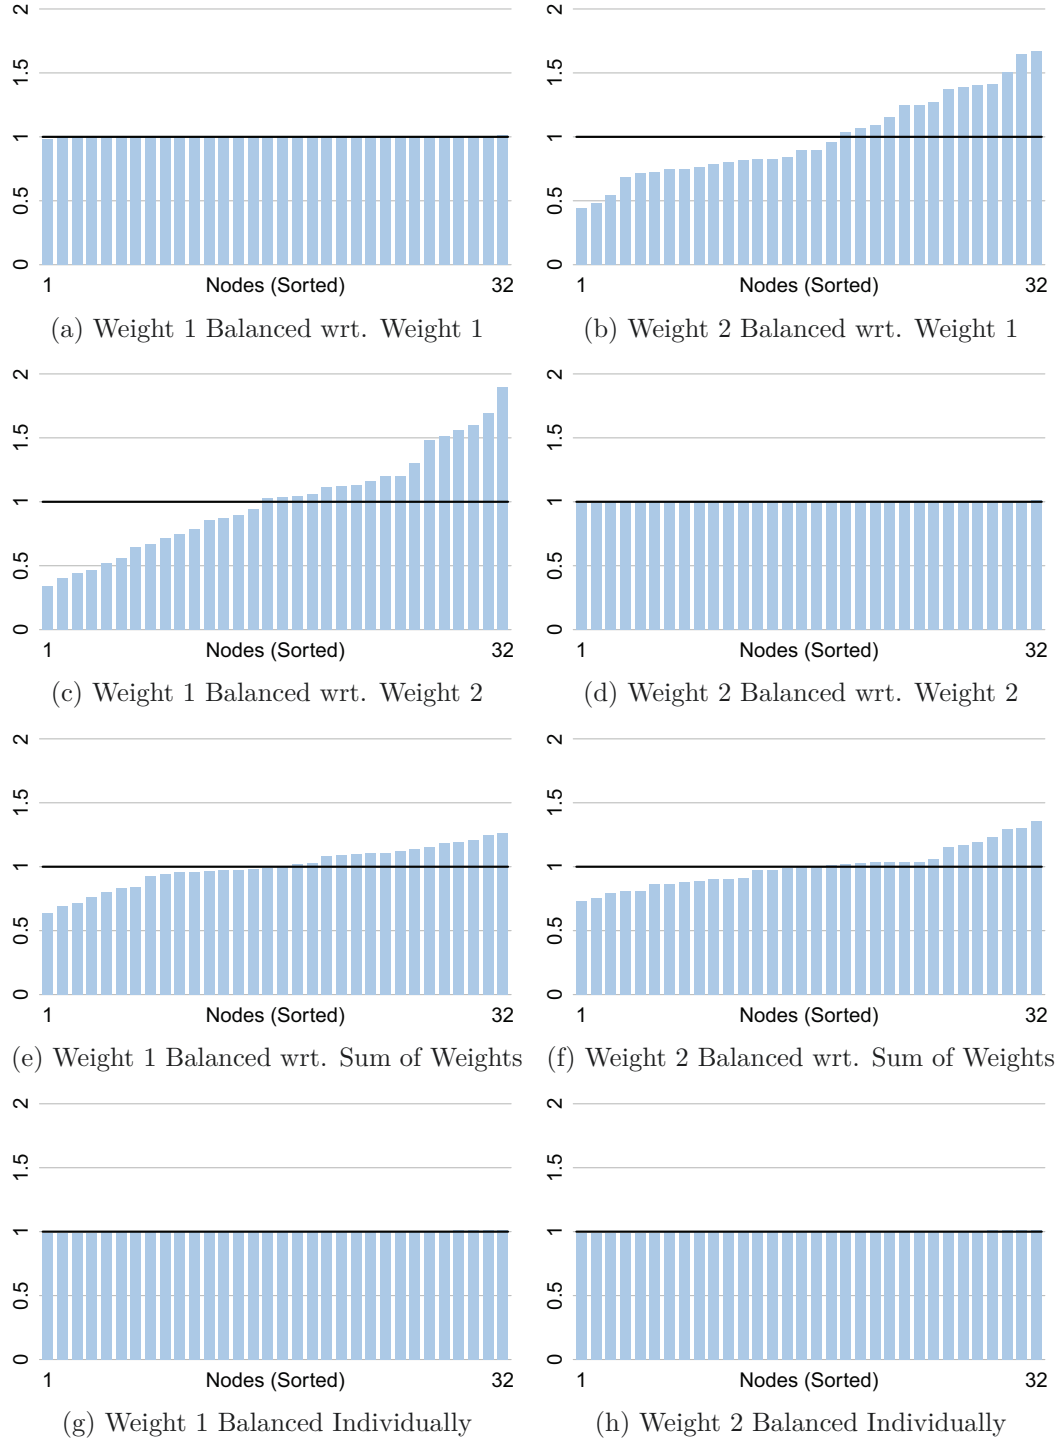 2 2
1.5 1.5
1 1
0.5 0.5
0 0
1 Nodes (Sorted) 32 1 Nodes (Sorted) 32
(a) Weight 1 Balanced wrt. Weight 1 (b) Weight 2 Balanced wrt. Weight 1
2 2
1.5 1.5
1 1
0.5 0.5
0 0
1 Nodes (Sorted) 32 1 Nodes (Sorted) 32
(c) Weight 1 Balanced wrt. Weight 2 (d) Weight 2 Balanced wrt. Weight 2
2 2
1.5 1.5
1 1
0.5 0.5
0 0
1 Nodes (Sorted) 32 1 Nodes (Sorted) 32
(e) Weight 1 Balanced wrt. Sum of Weights (f) Weight 2 Balanced wrt. Sum of Weights
2 2
1.5 1.5
1 1
0.5 0.5
0 0
1 Nodes (Sorted) 32 1 Nodes (Sorted) 32
(g) Weight 1 Balanced Individually (h) Weight 2 Balanced Individually